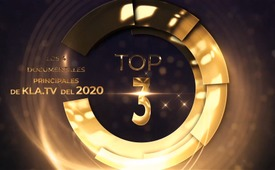 DOCUMENTALES
PRINCIPALES
DE KLA.TV DEL 2020
TOP
3